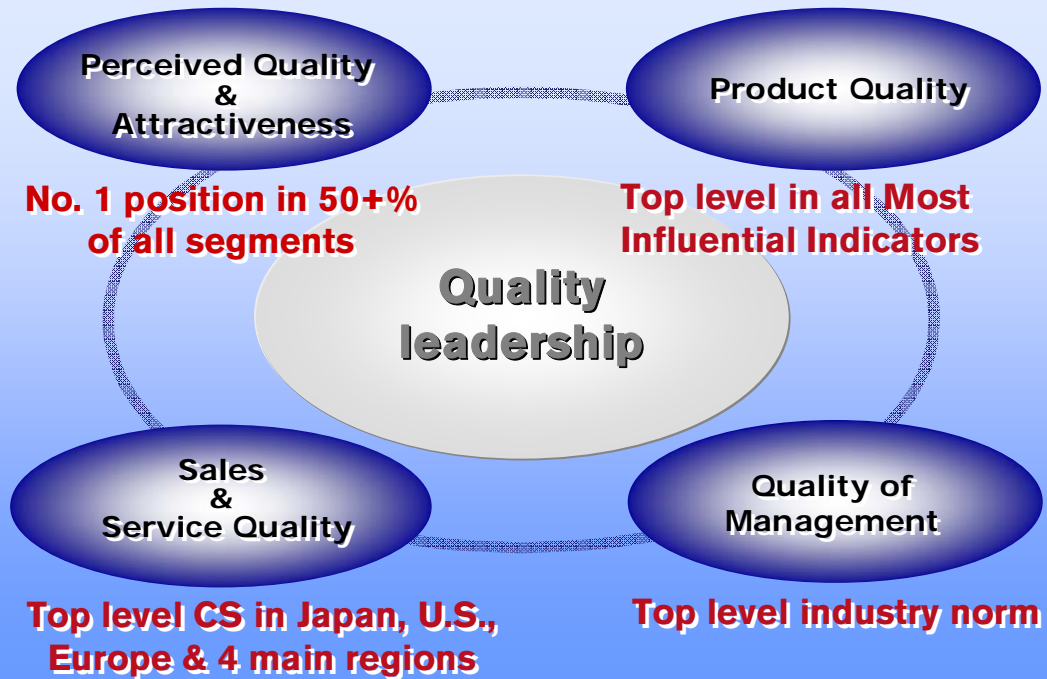 Perceived Quality
&
Attractiveness
No. 1 position in 50+%
of all segments
Product Quality
Top level in all Most
Influential Indicators
Quality
leadership
Sales
&
Service Quality
Top level CS in Japan, U.S.,
Europe & 4 main regions
Quality of
Management
Top level industry norm